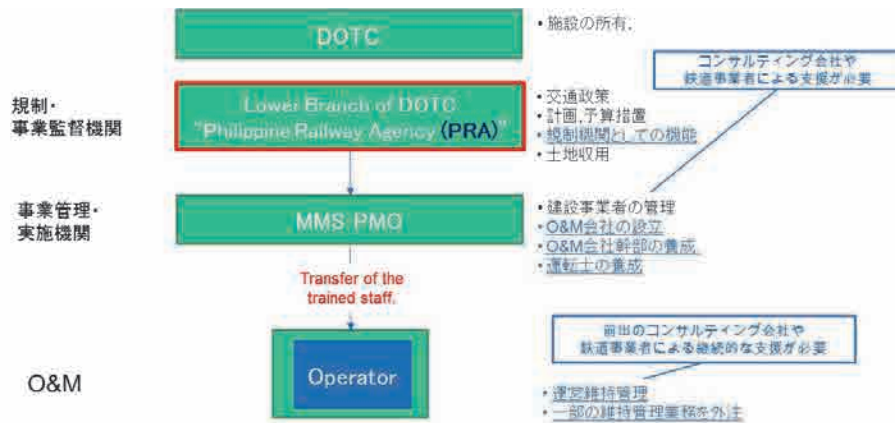 DOTC
・施設の所有.
コンサルティング会社や
鉄道事業者による支援が必要
規制・
事業監督機関
Lower Branch of DOTC
"Philippine Railway Agency (PRA)"
・交通政策
・計画,予算措置
・規制機関としての機能
・土地収用
事業管理・
実施機関
MMS PMO
・建設事業者の管理
・O&M会社の設立
・O&M会社幹部の養成
・運転士の養成
Transfer of the
trained staff.
前出のコンサルティング会社や
鉄道事業者による継続的な支援が必要
O&M
Operator
・運営維持管理
・一部の維持管理業務を外注